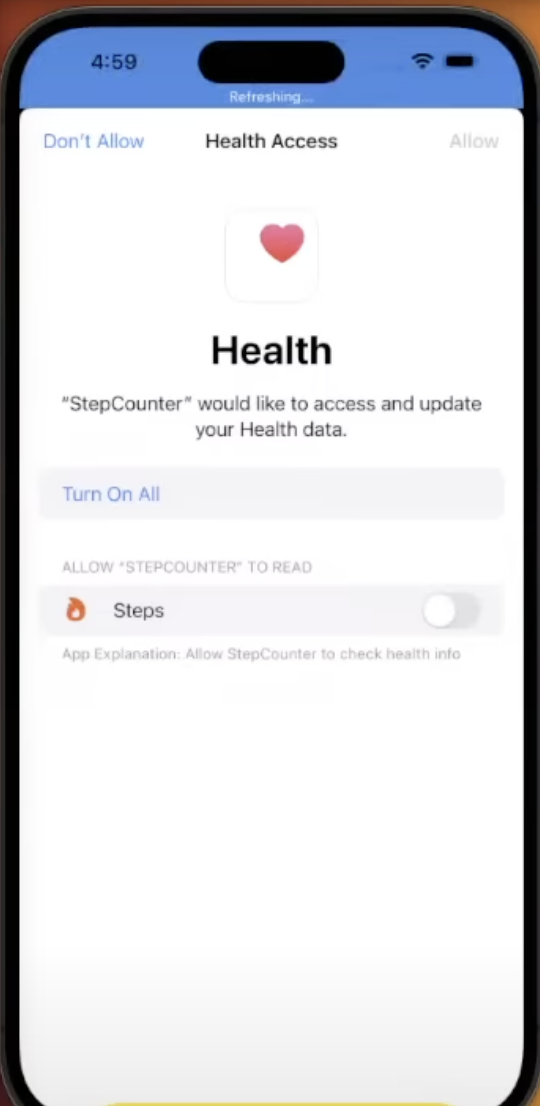 4:59
Refreshing...
Don't Allow
Health Access
Allow
Health
"StepCounter" would like to access and update
your Health data.
Turn On All
ALLOW "STEPCOUNTER" TO READ
Steps
App Explanation: Allow StepCounter to check health info